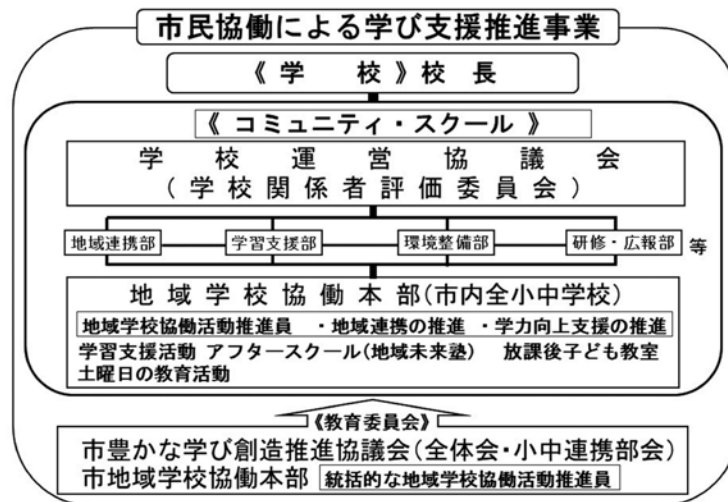 市民協働による学び支援推進事業
《学 校》校 長
《 コミュニティ・スクール 》
学 校 運 営 協 議 会
( 学 校 関 係 者 評 価 委 員 会 )
地域連携部 学習支援部 環境整備部 研修・広報部 等
地 域 学 校 協 働 本 部(市内全小中学校)
地域学校協働活動推進員 ・地域連携の推進 ・学力向上支援の推進
学習支援活動 アフタースクール(地域未来塾) 放課後子ども教室
土曜日の教育活動
《教育委員会》
市豊かな学び創造推進協議会(全体会・小中連携部会)
市地域学校協働本部 統括的な地域学校協働活動推進員